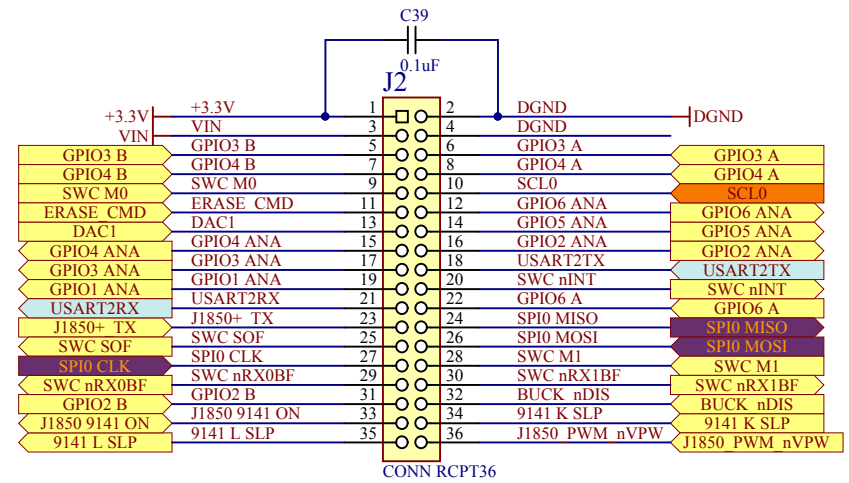 C39
0.1uF
J2
+3.3V +3.3V 1 2 DGND DGND
VIN VIN 3 4 DGND
GPIO3 B GPIO3 B 5 6 GPIO3 A GPIO3 A
GPIO4 B GPIO4 B 7 8 GPIO4 A GPIO4 A
SWC M0 SWC M0 9 10 SCL0 SCL0
ERASE_CMD ERASE_CMD 11 12 GPIO6 ANA GPIO6 ANA
DAC1 DAC1 13 14 GPIO5 ANA GPIO5 ANA
GPIO4 ANA GPIO4 ANA 15 16 GPIO2 ANA GPIO2 ANA
GPIO3 ANA GPIO3 ANA 17 18 USART2TX USART2TX
GPIO1 ANA GPIO1 ANA 19 20 SWC nINT SWC nINT
USART2RX USART2RX 21 22 GPIO6 A GPIO6 A
J1850+_TX J1850+_TX 23 24 SPI0 MISO SPI0 MISO
SWC SOF SWC SOF 25 26 SPI0 MOSI SPI0 MOSI
SPI0 CLK SPI0 CLK 27 28 SWC M1 SWC M1
SWC nRX0BF SWC nRX0BF 29 30 SWC nRX1BF SWC nRX1BF
GPIO2 B GPIO2 B 31 32 BUCK_nDIS BUCK_nDIS
J1850 9141 ON J1850 9141 ON 33 34 9141 K SLP 9141 K SLP
9141 L SLP 9141 L SLP 35 36 J1850_PWM_nVPW J1850_PWM_nVPW
CONN RCPT36